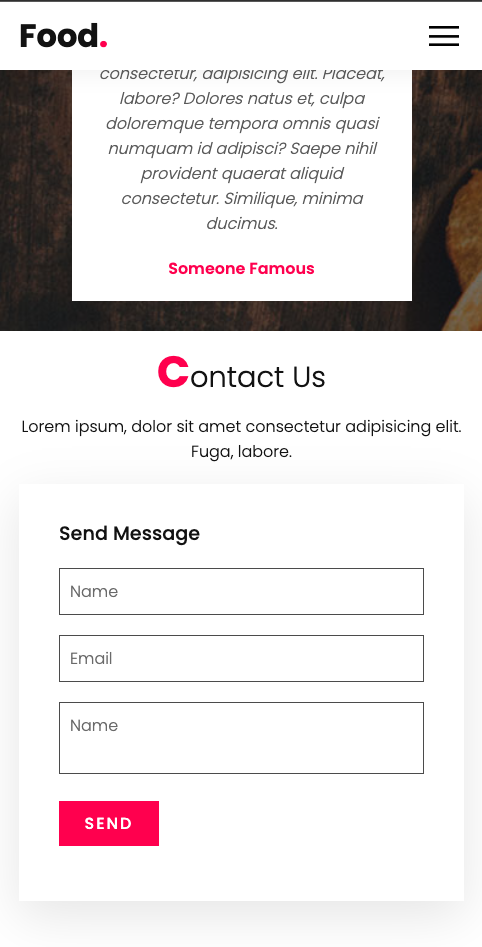 Food.
consectetur, adipisicing elit. Placeat,
labore? Dolores natus et, culpa
doloremque tempora omnis quasi
numquam id adipisci? Saepe nihil
provident quaerat aliquid
consectetur. Similique, minima
ducimus.
Someone Famous
Contact Us
Lorem ipsum, dolor sit amet consectetur adipisicing elit.
Fuga, labore.
Send Message
Name
Email
Name
SEND